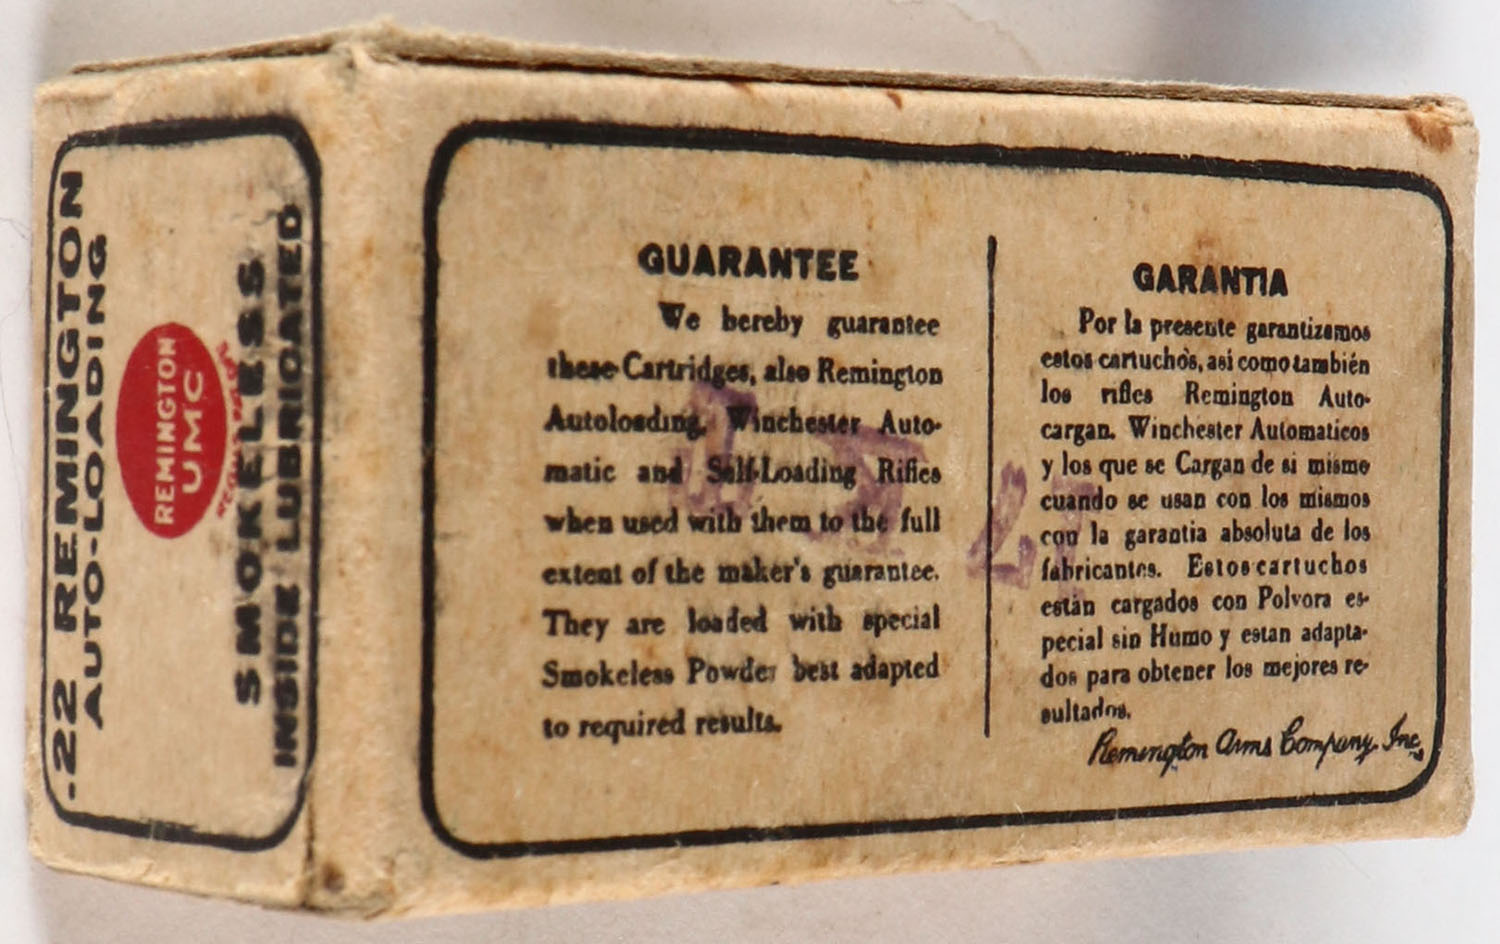 .22 REMINGTON
AUTO-LOADING
REMINGTON
UMC
SMOKELESS
INSIDE LUBRICATED
GUARANTEE
We hereby guarantee
these Cartridges, also Remington
Autoloading, Winchester Auto-
matic and Self-Loading Rifles
when used with them to the full
extent of the maker's guarantee.
They are loaded with special
Smokeless Powder best adapted
to required results.
GARANTIA
Por la presente garantizamos
estos cartuchos, asi como también
los rifles Remington Auto-
cargan. Winchester Automaticos
y los que se Cargan de si mismo
cuando se usan con los mismos
con la garantia absoluta de los
fabricantes. Estos cartuchos
están cargados con Polvora es-
pecial sin Humo y estan adapta-
dos para obtener los mejores re-
sultados.
Remington Arms Company, Inc.